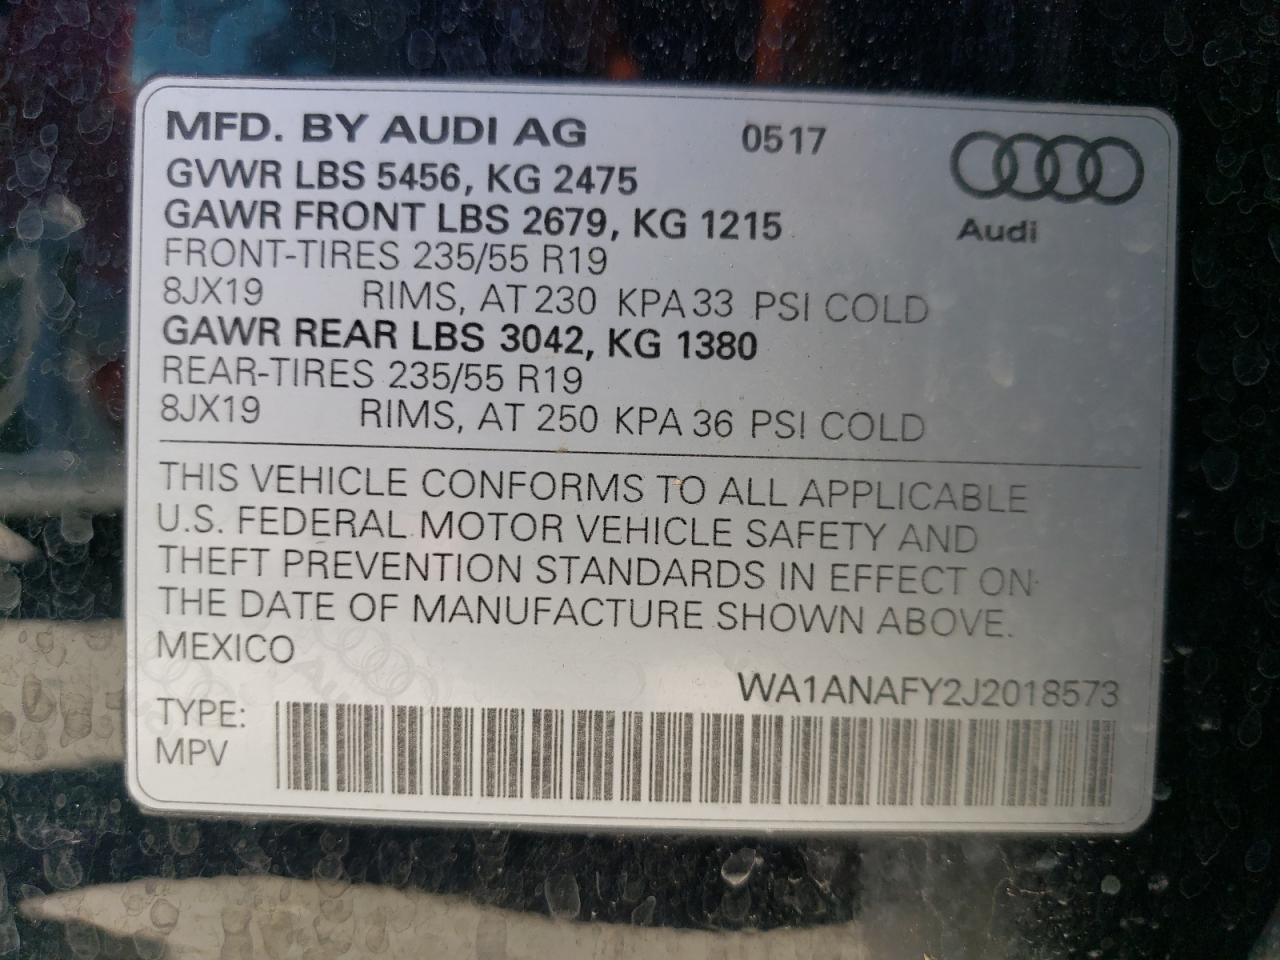 MFD. BY AUDI AG 0517
GVWR LBS 5456, KG 2475
GAWR FRONT LBS 2679, KG 1215
Audi
FRONT-TIRES 235/55 R19
8JX19 RIMS, AT 230 KPA 33 PSI COLD
GAWR REAR LBS 3042, KG 1380
REAR-TIRES 235/55 R19
8JX19 RIMS, AT 250 KPA 36 PSI COLD
THIS VEHICLE CONFORMS TO ALL APPLICABLE
U.S. FEDERAL MOTOR VEHICLE SAFETY AND
THEFT PREVENTION STANDARDS IN EFFECT ON
THE DATE OF MANUFACTURE SHOWN ABOVE.
MEXICO
WA1ANAFY2J2018573
TYPE:
MPV